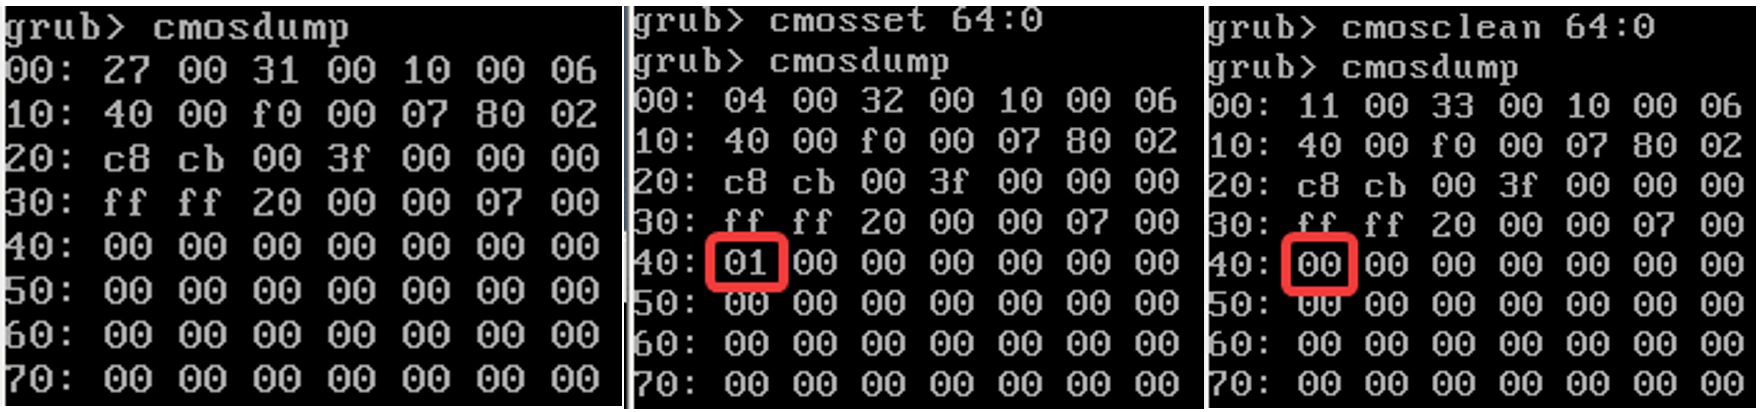 grub> cmosdump
00: 27 00 31 00 10 00 06
10: 40 00 f0 00 07 80 02
20: c8 cb 00 3f 00 00 00
30: ff ff 20 00 00 07 00
40: 00 00 00 00 00 00 00
50: 00 00 00 00 00 00 00
60: 00 00 00 00 00 00 00
70: 00 00 00 00 00 00 00
grub> cmosset 64:0
grub> cmosdump
00: 04 00 32 00 10 00 06
10: 40 00 f0 00 07 80 02
20: c8 cb 00 3f 00 00 00
30: ff ff 20 00 00 07 00
40: 01 00 00 00 00 00 00
50: 00 00 00 00 00 00 00
60: 00 00 00 00 00 00 00
70: 00 00 00 00 00 00 00
grub> cmosclean 64:0
grub> cmosdump
00: 11 00 33 00 10 00 06
10: 40 00 f0 00 07 80 02
20: c8 cb 00 3f 00 00 00
30: ff ff 20 00 00 07 00
40: 00 00 00 00 00 00 00
50: 00 00 00 00 00 00 00
60: 00 00 00 00 00 00 00
70: 00 00 00 00 00 00 00